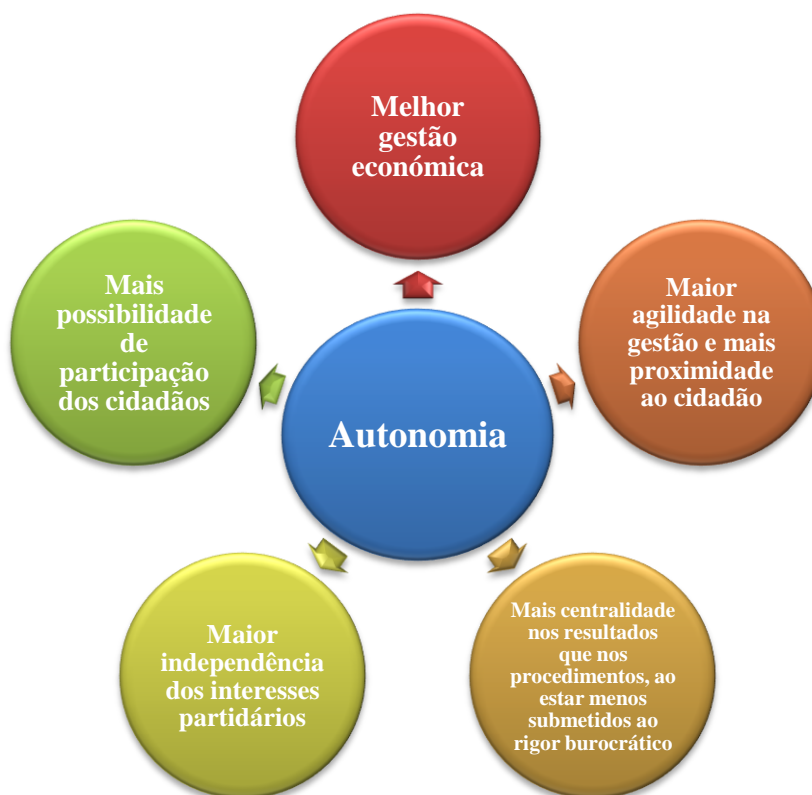 Melhor
gestão
económica
Mais
possibilidade
de
participação
dos cidadãos
Maior
agilidade na
gestão e mais
proximidade
ao cidadão
Autonomia
Maior
independência
dos interesses
partidários
Mais centralidade
nos resultados
que nos
procedimentos, ao
estar menos
submetidos ao
rigor burocrático